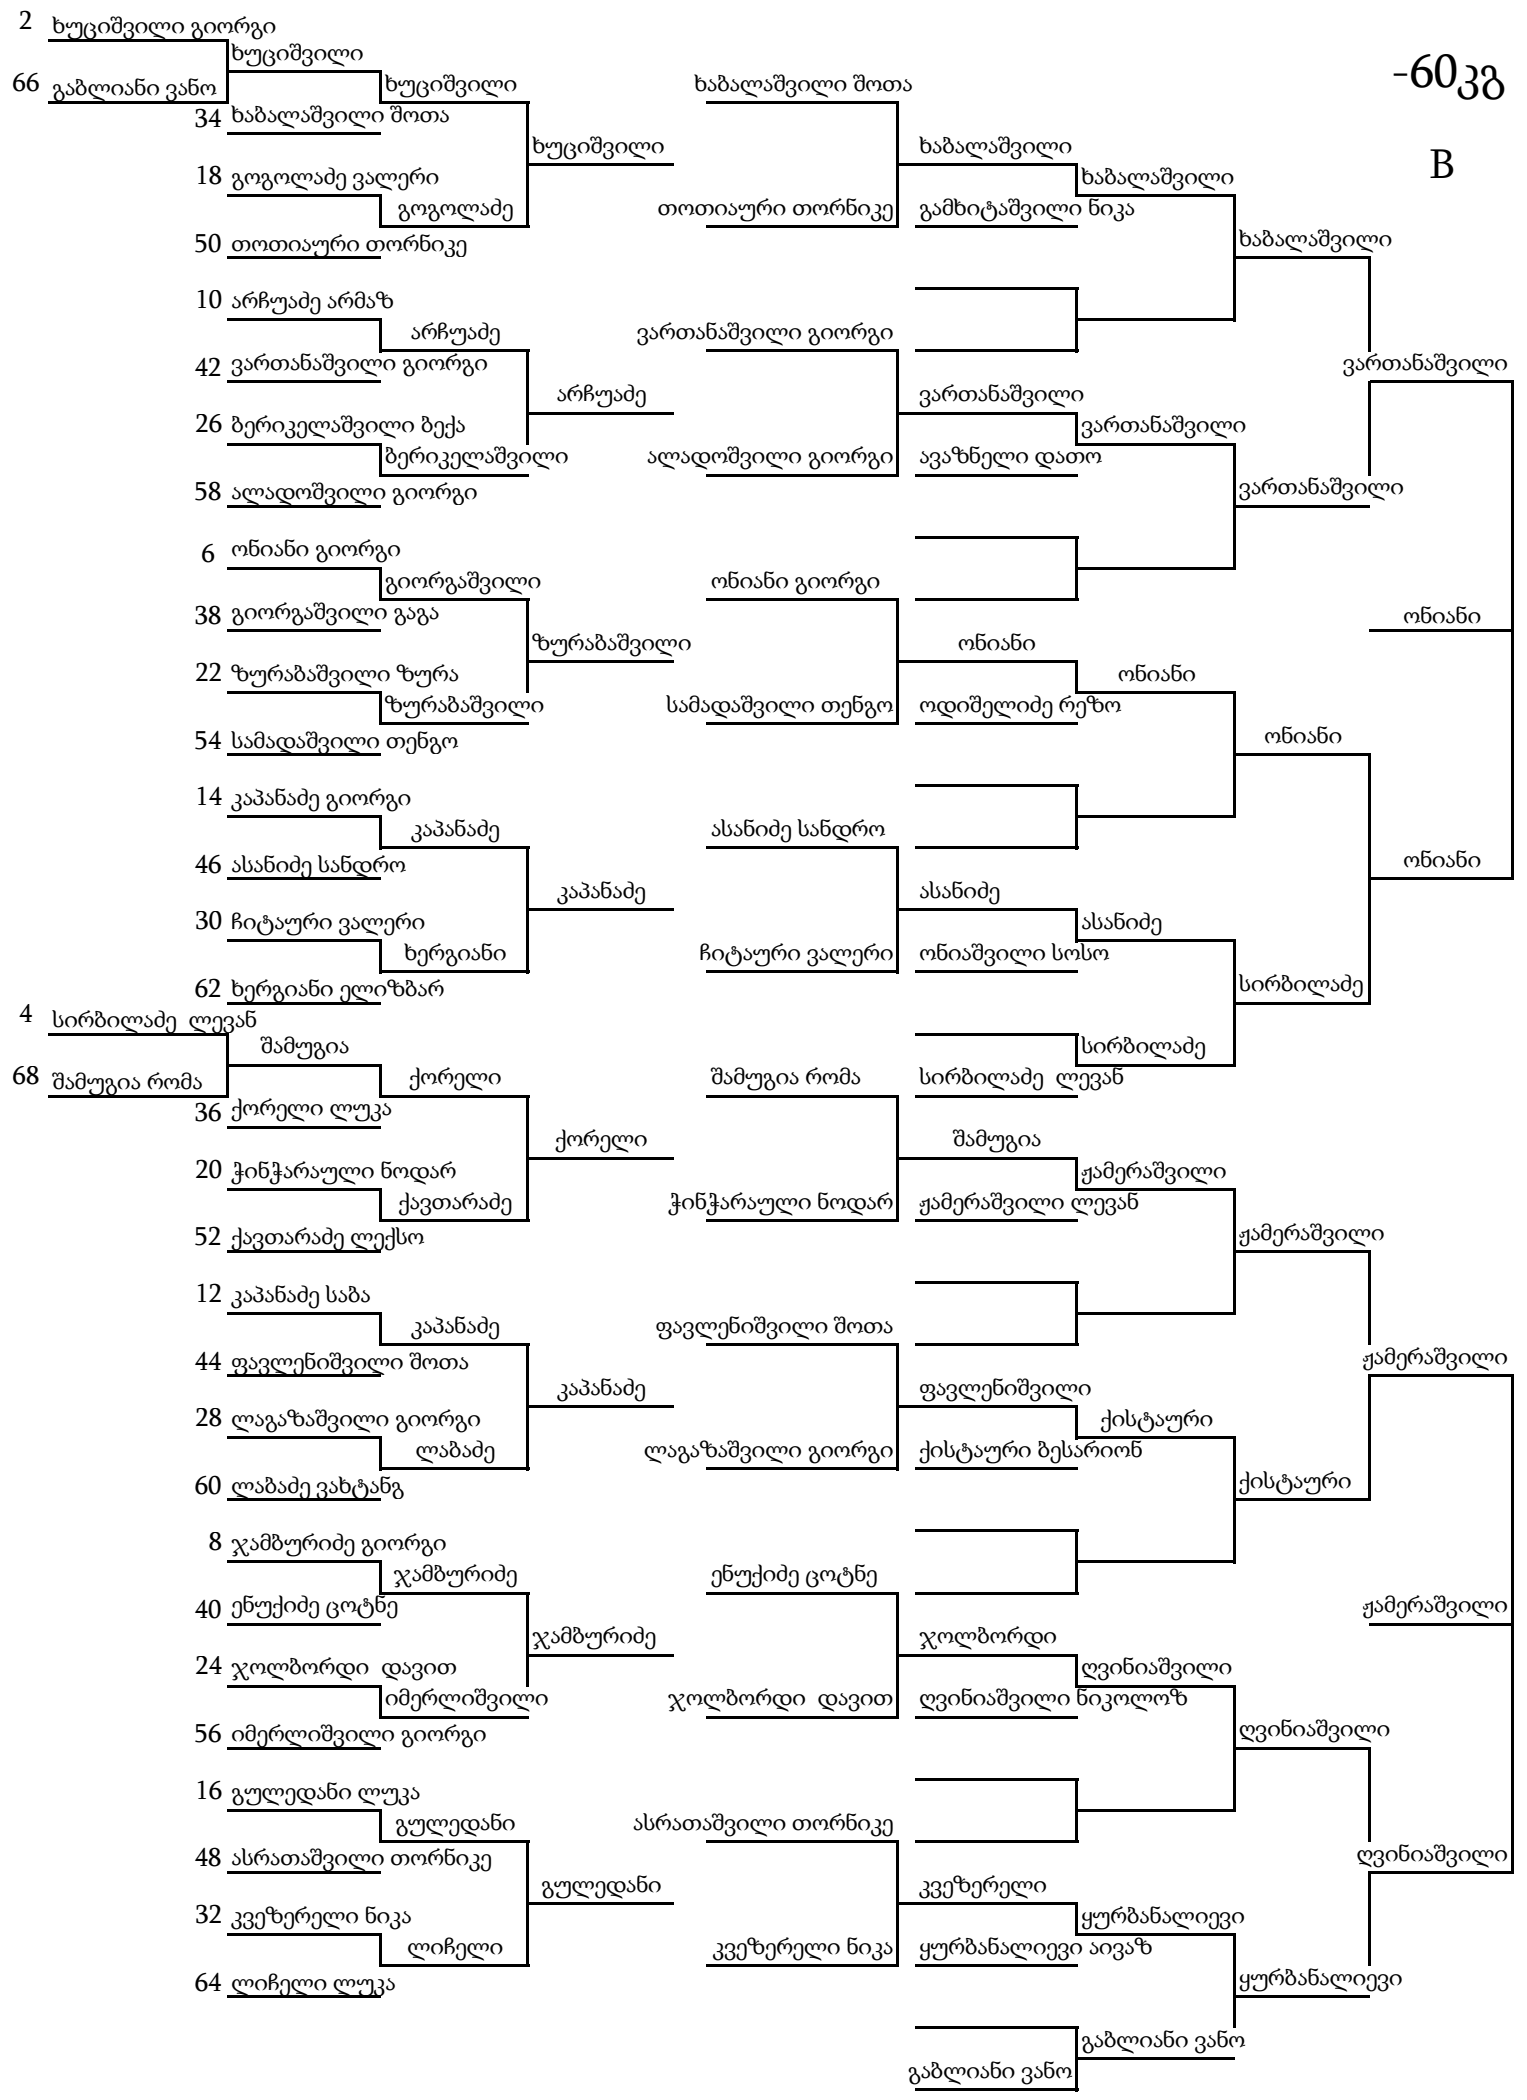 2 ხუციშვილი გიორგი
ხუციშვილი
-60კგ
66 გაბლიანი ვანო
ხუციშვილი
ხაბალაშვილი შოთა
34 ხაბალაშვილი შოთა
ხუციშვილი
ხაბალაშვილი
B
18 გოგოლაძე ვალერი
ხაბალაშვილი
გოგოლაძე
თოთიაური თორნიკე
გამხიტაშვილი ნიკა
50 თოთიაური თორნიკე
ხაბალაშვილი
10 არჩუაძე არმაზ
არჩუაძე
ვართანაშვილი გიორგი
42 ვართანაშვილი გიორგი
ვართანაშვილი
არჩუაძე
ვართანაშვილი
26 ბერიკელაშვილი ბექა
ვართანაშვილი
ბერიკელაშვილი
ალადოშვილი გიორგი
ავაზნელი დათო
58 ალადოშვილი გიორგი
ვართანაშვილი
6 ონიანი გიორგი
გიორგაშვილი
ონიანი გიორგი
38 გიორგაშვილი გაგა
ონიანი
ზურაბაშვილი
ონიანი
22 ზურაბაშვილი ზურა
ონიანი
ზურაბაშვილი
სამადაშვილი თენგო
ოდიშელიძე რეზო
54 სამადაშვილი თენგო
ონიანი
14 კაპანაძე გიორგი
კაპანაძე
ასანიძე სანდრო
46 ასანიძე სანდრო
ონიანი
კაპანაძე
ასანიძე
30 ჩიტაური ვალერი
ასანიძე
ხერგიანი
ჩიტაური ვალერი
ონიაშვილი სოსო
62 ხერგიანი ელიზბარ
სირბილაძე
4 სირბილაძე ლევან
შამუგია
სირბილაძე
68 შამუგია რომა
ქორელი
შამუგია რომა
სირბილაძე ლევან
36 ქორელი ლუკა
ქორელი
შამუგია
20 ჭინჭარაული ნოდარ
ჟამერაშვილი
ქავთარაძე
ჭინჭარაული ნოდარ
ჟამერაშვილი ლევან
52 ქავთარაძე ლექსო
ჟამერაშვილი
12 კაპანაძე საბა
კაპანაძე
ფავლენიშვილი შოთა
44 ფავლენიშვილი შოთა
ჟამერაშვილი
კაპანაძე
ფავლენიშვილი
28 ლაგაზაშვილი გიორგი
ქისტაური
ლაბაძე
ლაგაზაშვილი გიორგი
ქისტაური ბესარიონ
60 ლაბაძე ვახტანგ
ქისტაური
8 ჯამბურიძე გიორგი
ჯამბურიძე
ენუქიძე ცოტნე
40 ენუქიძე ცოტნე
ჟამერაშვილი
ჯამბურიძე
ჯოლბორდი
24 ჯოლბორდი დავით
ღვინიაშვილი
იმერლიშვილი
ჯოლბორდი დავით
ღვინიაშვილი ნიკოლოზ
56 იმერლიშვილი გიორგი
ღვინიაშვილი
16 გულედანი ლუკა
გულედანი
ასრათაშვილი თორნიკე
48 ასრათაშვილი თორნიკე
ღვინიაშვილი
გულედანი
კვეზერელი
32 კვეზერელი ნიკა
ყურბანალიევი
ლიჩელი
კვეზერელი ნიკა
ყურბანალიევი აივაზ
64 ლიჩელი ლუკა
ყურბანალიევი
გაბლიანი ვანო
გაბლიანი ვანო